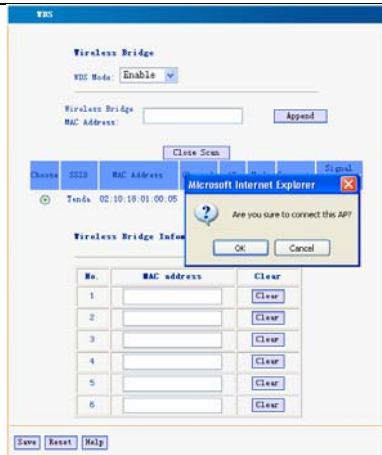 WDS
Wireless Bridge
WDS Mode: Enable
Wireless Bridge
MAC Address:
Append
Close Scan
Choose SSID MAC Address Signal
Microsoft Internet Explorer
Tenda 02:10:18:01:00:05
Are you sure to connect this AP?
OK Cancel
Wireless Bridge Infom
No. MAC address Clear
1 Clear
2 Clear
3 Clear
4 Clear
5 Clear
6 Clear
Save Reset Help